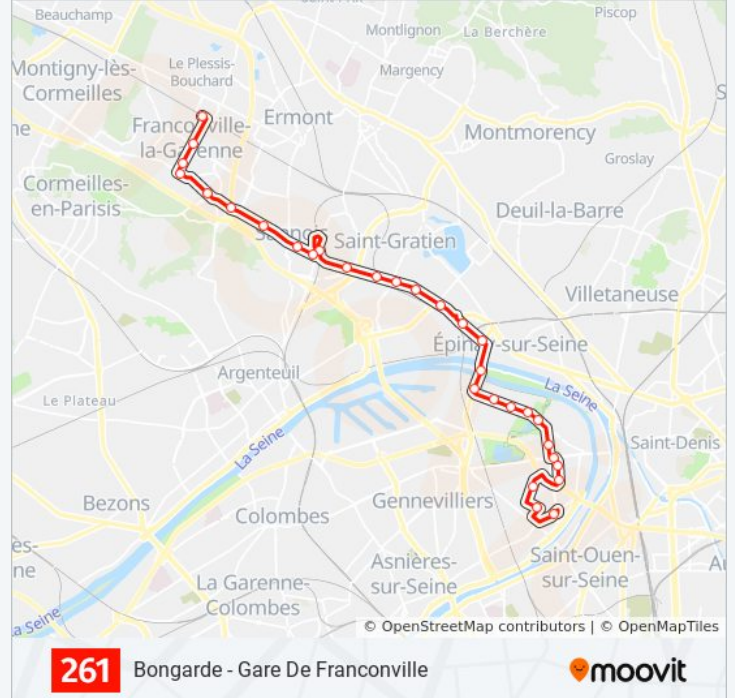 Beauchamp
Piscop
Montlignon
La Berchère
Le Plessis-
Bouchard
Margency
Montigny-lès-
Cormeilles
Ermont
Franconville-
la-Garenne
Montmorency
Groslay
Cormeilles-
en-Parisis
Deuil-la-Barre
Sannois
Saint-Gratien
Villetaneuse
Épinay-sur-Seine
Argenteuil
La Seine
Le Plateau
La Seine
Saint-Denis
Bezons
Gennevilliers
Colombes
Saint-Ouen-
sur-Seine
Asnières-
sur-Seine
La Garenne-
Colombes
a Seine
© OpenStreetMap contributors | © OpenMapTiles
261
Bongarde - Gare De Franconville
moovit